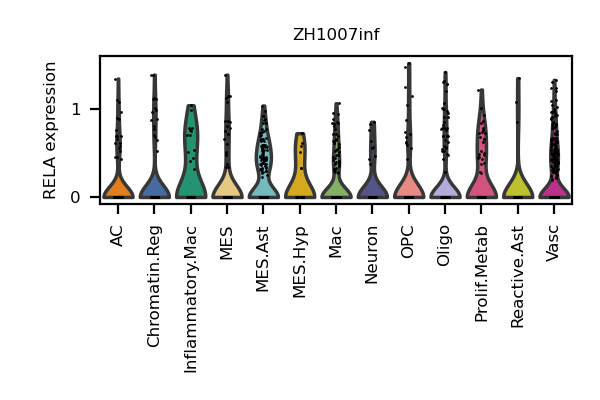 ZH1007inf
RELA expression
1
0
AC
Chromatin.Reg
Inflammatory.Mac
MES
MES.Ast
MES.Hyp
Mac
Neuron
OPC
Oligo
Prolif.Metab
Reactive.Ast
Vasc